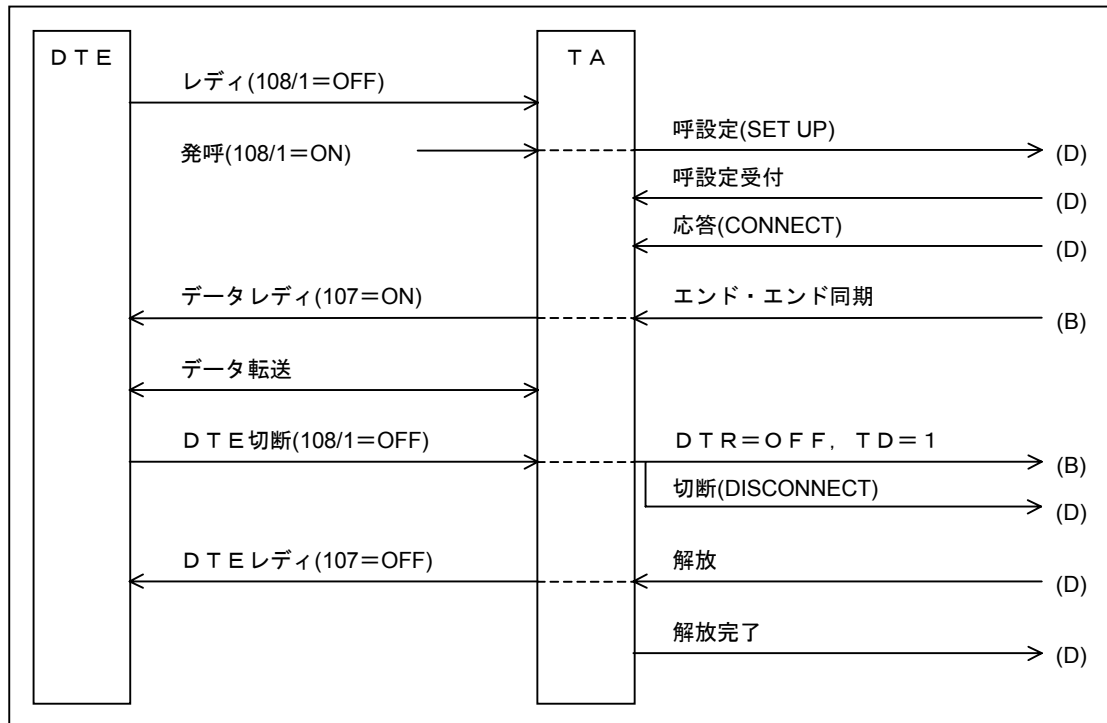 ＤＴＥ
ＴＡ
レディ(108/1＝OFF)
発呼(108/1＝ON)
呼設定(SET UP)
(D)
呼設定受付
(D)
応答(CONNECT)
(D)
データレディ(107＝ON)
エンド・エンド同期
(B)
データ転送
ＤＴＥ切断(108/1＝OFF)
ＤＴＲ＝ＯＦＦ，ＴＤ＝１
(B)
切断(DISCONNECT)
(D)
ＤＴＥレディ(107＝OFF)
解放
(D)
解放完了
(D)